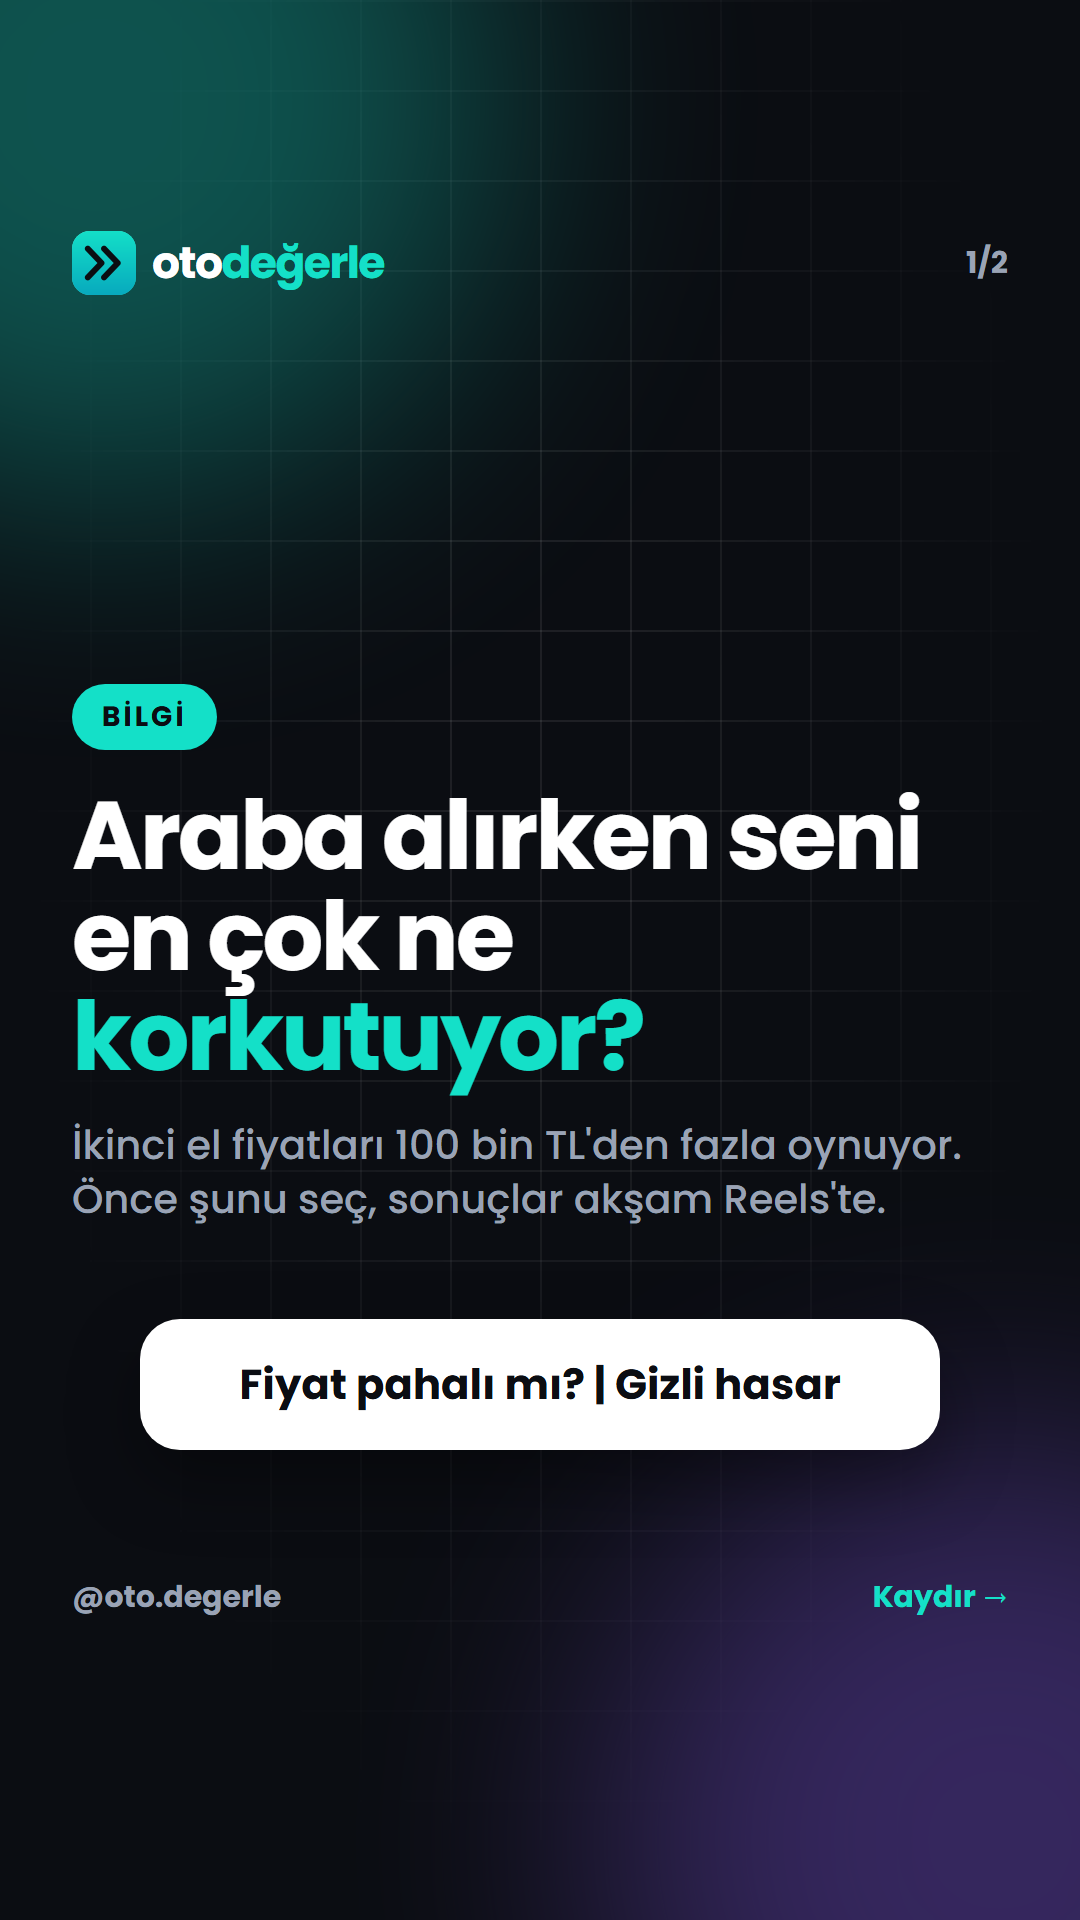 otodeğerle
1/2
BİLGİ
Araba alırken seni
en çok ne
korkutuyor?
İkinci el fiyatları 100 bin TL'den fazla oynuyor.
Önce şunu seç, sonuçlar akşam Reels'te.
Fiyat pahalı mı? | Gizli hasar
@oto.degerle
Kaydır →